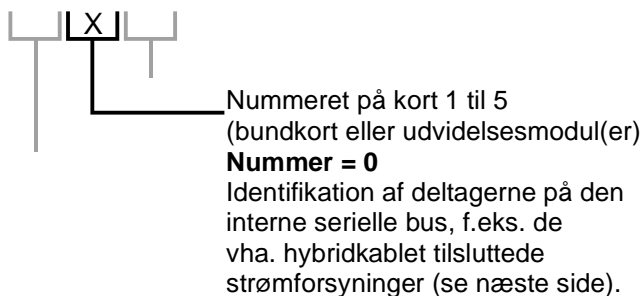 X
Nummeret på kort 1 til 5
(bundkort eller udvidelsesmodul(er)
Nummer = 0
Identifikation af deltagerne på den
interne serielle bus, f.eks. de
vha. hybridkablet tilsluttede
strømforsyninger (se næste side).